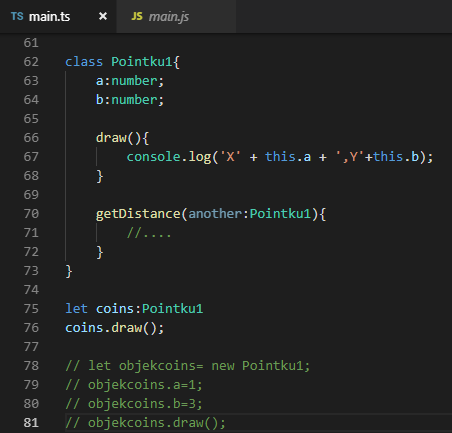 TS main.ts × JS main.js
61
62 class Pointku1{
63     a:number;
64     b:number;
65
66     draw(){
67         console.log('X' + this.a + ',Y'+this.b);
68     }
69
70     getDistance(another:Pointku1){
71         //....
72     }
73 }
74
75 let coins:Pointku1
76 coins.draw();
77
78 // let objekcoins= new Pointku1;
79 // objekcoins.a=1;
80 // objekcoins.b=3;
81 // objekcoins.draw();